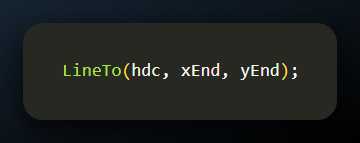 LineTo(hdc, xEnd, yEnd);